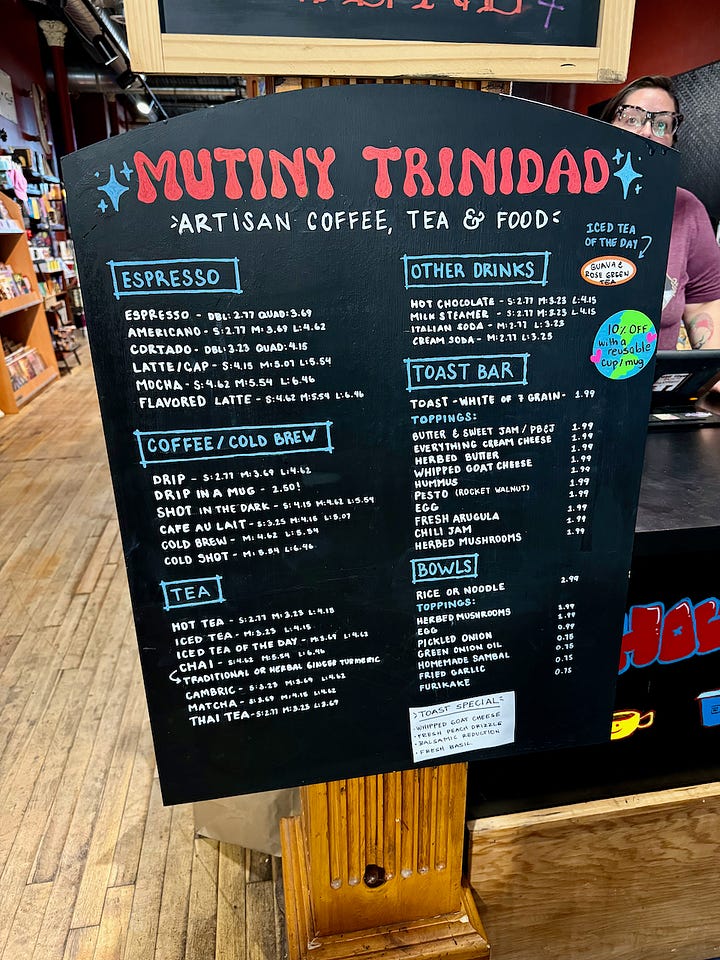 MUTINY TRINIDAD
ARTISAN COFFEE, TEA & FOOD
ICED TEA
OF THE DAY
GUAVA &
ROSE GREEN
TEA
10% OFF
with a
reusable
cup/mug
ESPRESSO
ESPRESSO - DBL: 2.77 QUAD: 3.69
AMERICANO - S: 2.77 M: 3.69 L: 4.62
CORTADO - DBL: 3.23 QUAD: 4.15
LATTE/CAP - S: 4.15 M: 5.07 L: 5.54
MOCHA - S: 4.62 M: 5.54 L: 6.46
FLAVORED LATTE - S: 4.62 M: 5.54 L: 6.46
COFFEE/COLD BREW
DRIP - S: 2.77 M: 3.69 L: 4.62
DRIP IN A MUG - 2.50!
SHOT IN THE DARK - S: 4.15 M: 4.62 L: 5.54
CAFE AU LAIT - S: 3.23 M: 4.15 L: 5.07
COLD BREW - M: 4.62 L: 5.54
COLD SHOT - M: 5.54 L: 6.46
TEA
HOT TEA - S: 2.77 M: 3.23 L: 4.15
ICED TEA - M: 3.23 L: 4.15
ICED TEA OF THE DAY - M: 3.69 L: 4.62
CHAI - S: 4.62 M: 5.54 L: 6.46
TRADITIONAL OR HERBAL GINGER TURMERIC
CAMBRIC - S: 3.23 M: 3.69 L: 4.62
MATCHA - S: 3.69 M: 4.15 L: 4.62
THAI TEA - S: 2.77 M: 3.23 L: 3.69
OTHER DRINKS
HOT CHOCOLATE - S: 2.77 M: 3.23 L: 4.15
MILK STEAMER - S: 2.77 M: 3.23 L: 4.15
ITALIAN SODA - M: 2.77 L: 3.23
CREAM SODA - M: 2.77 L: 3.23
TOAST BAR
TOAST - WHITE OF 7 GRAIN - 1.99
TOPPINGS:
BUTTER & SWEET JAM / PB&J 1.99
EVERYTHING CREAM CHEESE 1.99
HERBED BUTTER 1.99
WHIPPED GOAT CHEESE 1.99
HUMMUS 1.99
PESTO (ROCKET WALNUT) 1.99
EGG 1.99
FRESH ARUGULA 1.99
CHILI JAM 1.99
HERBED MUSHROOMS 1.99
BOWLS
RICE OR NOODLE 2.99
TOPPINGS:
HERBED MUSHROOMS 1.99
EGG 1.99
PICKLED ONION 0.99
GREEN ONION OIL 0.75
HOMEMADE SAMBAL 0.75
FRIED GARLIC 0.75
FURIKAKE 0.75
TOAST SPECIAL
• WHIPPED GOAT CHEESE
• FRESH PEACH DRIZZLE
• BALSAMIC REDUCTION
• FRESH BASIL